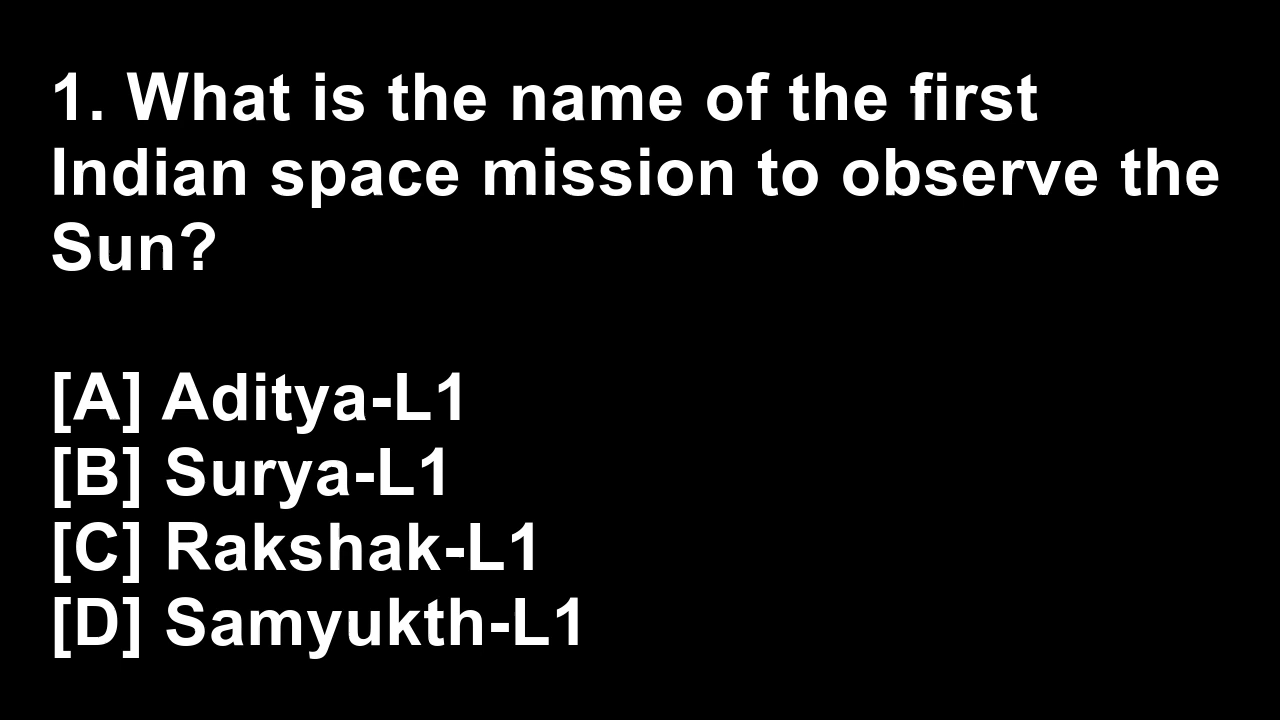 1. What is the name of the first
Indian space mission to observe the
Sun?
[A] Aditya-L1
[B] Surya-L1
[C] Rakshak-L1
[D] Samyukth-L1